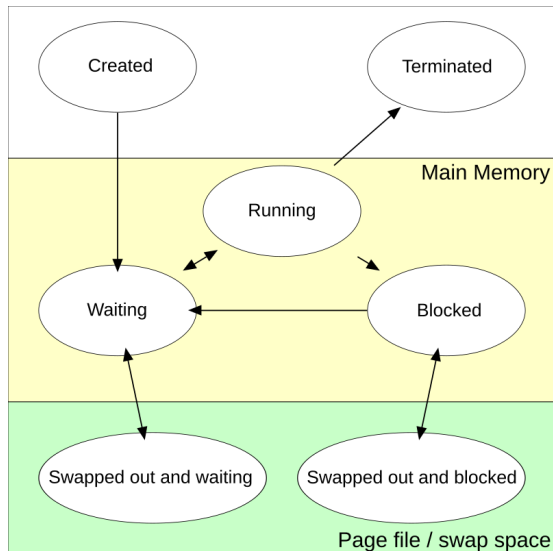 Created
Terminated
Main Memory
Running
Waiting
Blocked
Swapped out and waiting
Swapped out and blocked
Page file / swap space